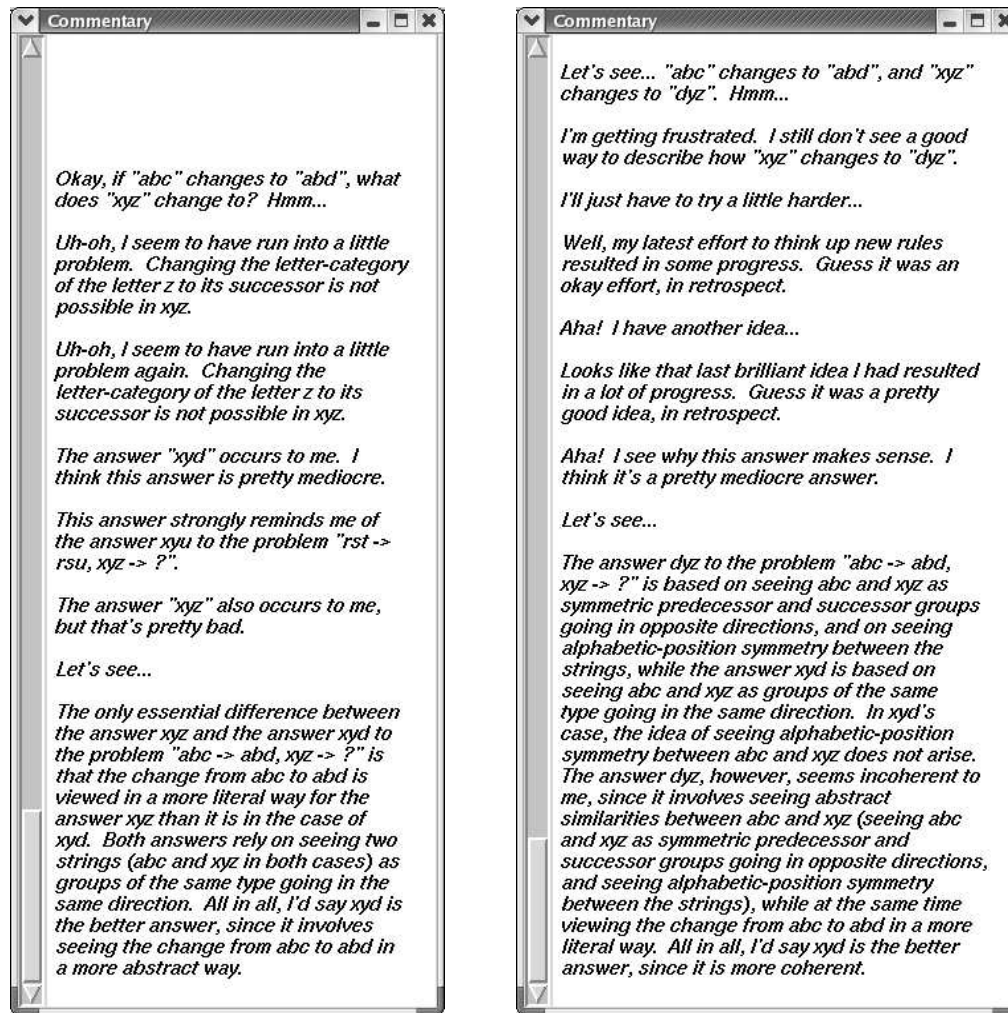 Commentary
Okay, if "abc" changes to "abd", what
does "xyz" change to? Hmm...
Uh-oh, I seem to have run into a little
problem. Changing the letter-category
of the letter z to its successor is not
possible in xyz.
Uh-oh, I seem to have run into a little
problem again. Changing the
letter-category of the letter z to its
successor is not possible in xyz.
The answer "xyd" occurs to me. I
think this answer is pretty mediocre.
This answer strongly reminds me of
the answer xyu to the problem "rst ->
rsu, xyz -> ?".
The answer "xyz" also occurs to me,
but that's pretty bad.
Let's see...
The only essential difference between
the answer xyz and the answer xyd to
the problem "abc -> abd, xyz -> ?" is
that the change from abc to abd is
viewed in a more literal way for the
answer xyz than it is in the case of
xyd. Both answers rely on seeing two
strings (abc and xyz in both cases) as
groups of the same type going in the
same direction. All in all, I'd say xyd is
the better answer, since it involves
seeing the change from abc to abd in
a more abstract way.
Commentary
Let's see... "abc" changes to "abd", and "xyz"
changes to "dyz". Hmm...
I'm getting frustrated. I still don't see a good
way to describe how "xyz" changes to "dyz".
I'll just have to try a little harder...
Well, my latest effort to think up new rules
resulted in some progress. Guess it was an
okay effort, in retrospect.
Aha! I have another idea...
Looks like that last brilliant idea I had resulted
in a lot of progress. Guess it was a pretty
good idea, in retrospect.
Aha! I see why this answer makes sense. I
think it's a pretty mediocre answer.
Let's see...
The answer dyz to the problem "abc -> abd,
xyz -> ?" is based on seeing abc and xyz as
symmetric predecessor and successor groups
going in opposite directions, and on seeing
alphabetic-position symmetry between the
strings, while the answer xyd is based on
seeing abc and xyz as groups of the same
type going in the same direction. In xyd's
case, the idea of seeing alphabetic-position
symmetry between abc and xyz does not arise.
The answer dyz, however, seems incoherent to
me, since it involves seeing abstract
similarities between abc and xyz (seeing abc
and xyz as symmetric predecessor and
successor groups going in opposite directions,
and seeing alphabetic-position symmetry
between the strings), while at the same time
viewing the change from abc to abd in a more
literal way. All in all, I'd say xyd is the better
answer, since it is more coherent.